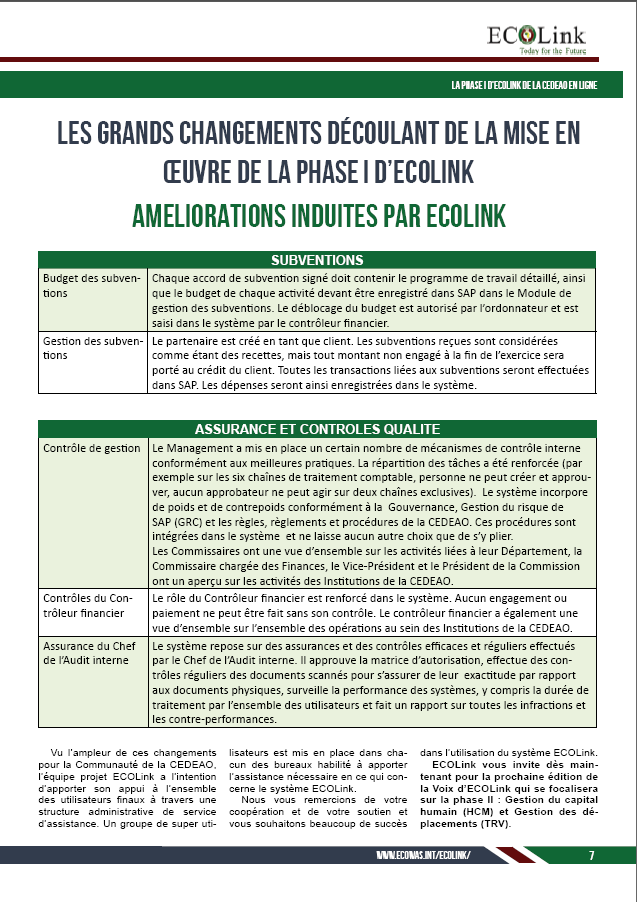 ECOLink
Today for the Future
LA PHASE I D'ECOLINK DE LA CEDEAO EN LIGNE
LES GRANDS CHANGEMENTS DÉCOULANT DE LA MISE EN
ŒUVRE DE LA PHASE I D'ECOLINK
AMELIORATIONS INDUITES PAR ECOLINK
SUBVENTIONS
Budget des subven-
tions
Chaque accord de subvention signé doit contenir le programme de travail détaillé, ainsi
que le budget de chaque activité devant être enregistré dans SAP dans le Module de
gestion des subventions. Le déblocage du budget est autorisé par l'ordonnateur et est
saisi dans le système par le contrôleur financier.
Gestion des subven-
tions
Le partenaire est créé en tant que client. Les subventions reçues sont considérées
comme étant des recettes, mais tout montant non engagé à la fin de l'exercice sera
porté au crédit du client. Toutes les transactions liées aux subventions seront effectuées
dans SAP. Les dépenses seront ainsi enregistrées dans le système.
ASSURANCE ET CONTROLES QUALITE
Contrôle de gestion
Le Management a mis en place un certain nombre de mécanismes de contrôle interne
conformément aux meilleures pratiques. La répartition des tâches a été renforcée (par
exemple sur les six chaînes de traitement comptable, personne ne peut créer et approu-
ver, aucun approbateur ne peut agir sur deux chaînes exclusives). Le système incorpore
de poids et de contrepoids conformément à la Gouvernance, Gestion du risque de
SAP (GRC) et les règles, règlements et procédures de la CEDEAO. Ces procédures sont
intégrées dans le système et ne laisse aucun autre choix que de s'y plier.
Les Commissaires ont une vue d'ensemble sur les activités liées à leur Département, la
Commissaire chargée des Finances, le Vice-Président et le Président de la Commission
ont un aperçu sur les activités des Institutions de la CEDEAO.
Contrôles du Con-
trôleur financier
Le rôle du Contrôleur financier est renforcé dans le système. Aucun engagement ou
paiement ne peut être fait sans son contrôle. Le contrôleur financier a également une
vue d'ensemble sur l'ensemble des opérations au sein des Institutions de la CEDEAO.
Assurance du Chef
de l'Audit interne
Le système repose sur des assurances et des contrôles efficaces et réguliers effectués
par le Chef de l'Audit interne. Il approuve la matrice d'autorisation, effectue des con-
trôles réguliers des documents scannés pour s'assurer de leur exactitude par rapport
aux documents physiques, surveille la performance des systèmes, y compris la durée de
traitement par l'ensemble des utilisateurs et fait un rapport sur toutes les infractions et
les contre-performances.
Vu l'ampleur de ces changements
pour la Communauté de la CEDEAO,
l'équipe projet ECOLink a l'intention
d'apporter son appui à l'ensemble
des utilisateurs finaux à travers une
structure administrative de service
d'assistance. Un groupe de super uti-
lisateurs est mis en place dans cha-
cun des bureaux habilité à apporter
l'assistance nécessaire en ce qui con-
cerne le système ECOLink.
Nous vous remercions de votre
coopération et de votre soutien et
vous souhaitons beaucoup de succès
dans l'utilisation du système ECOLink.
ECOLink vous invite dès main-
tenant pour la prochaine édition de
la Voix d'ECOLink qui se focalisera
sur la phase II : Gestion du capital
humain (HCM) et Gestion des dé-
placements (TRV).
WWW.ECOWAS.INT/ECOLINK/
7